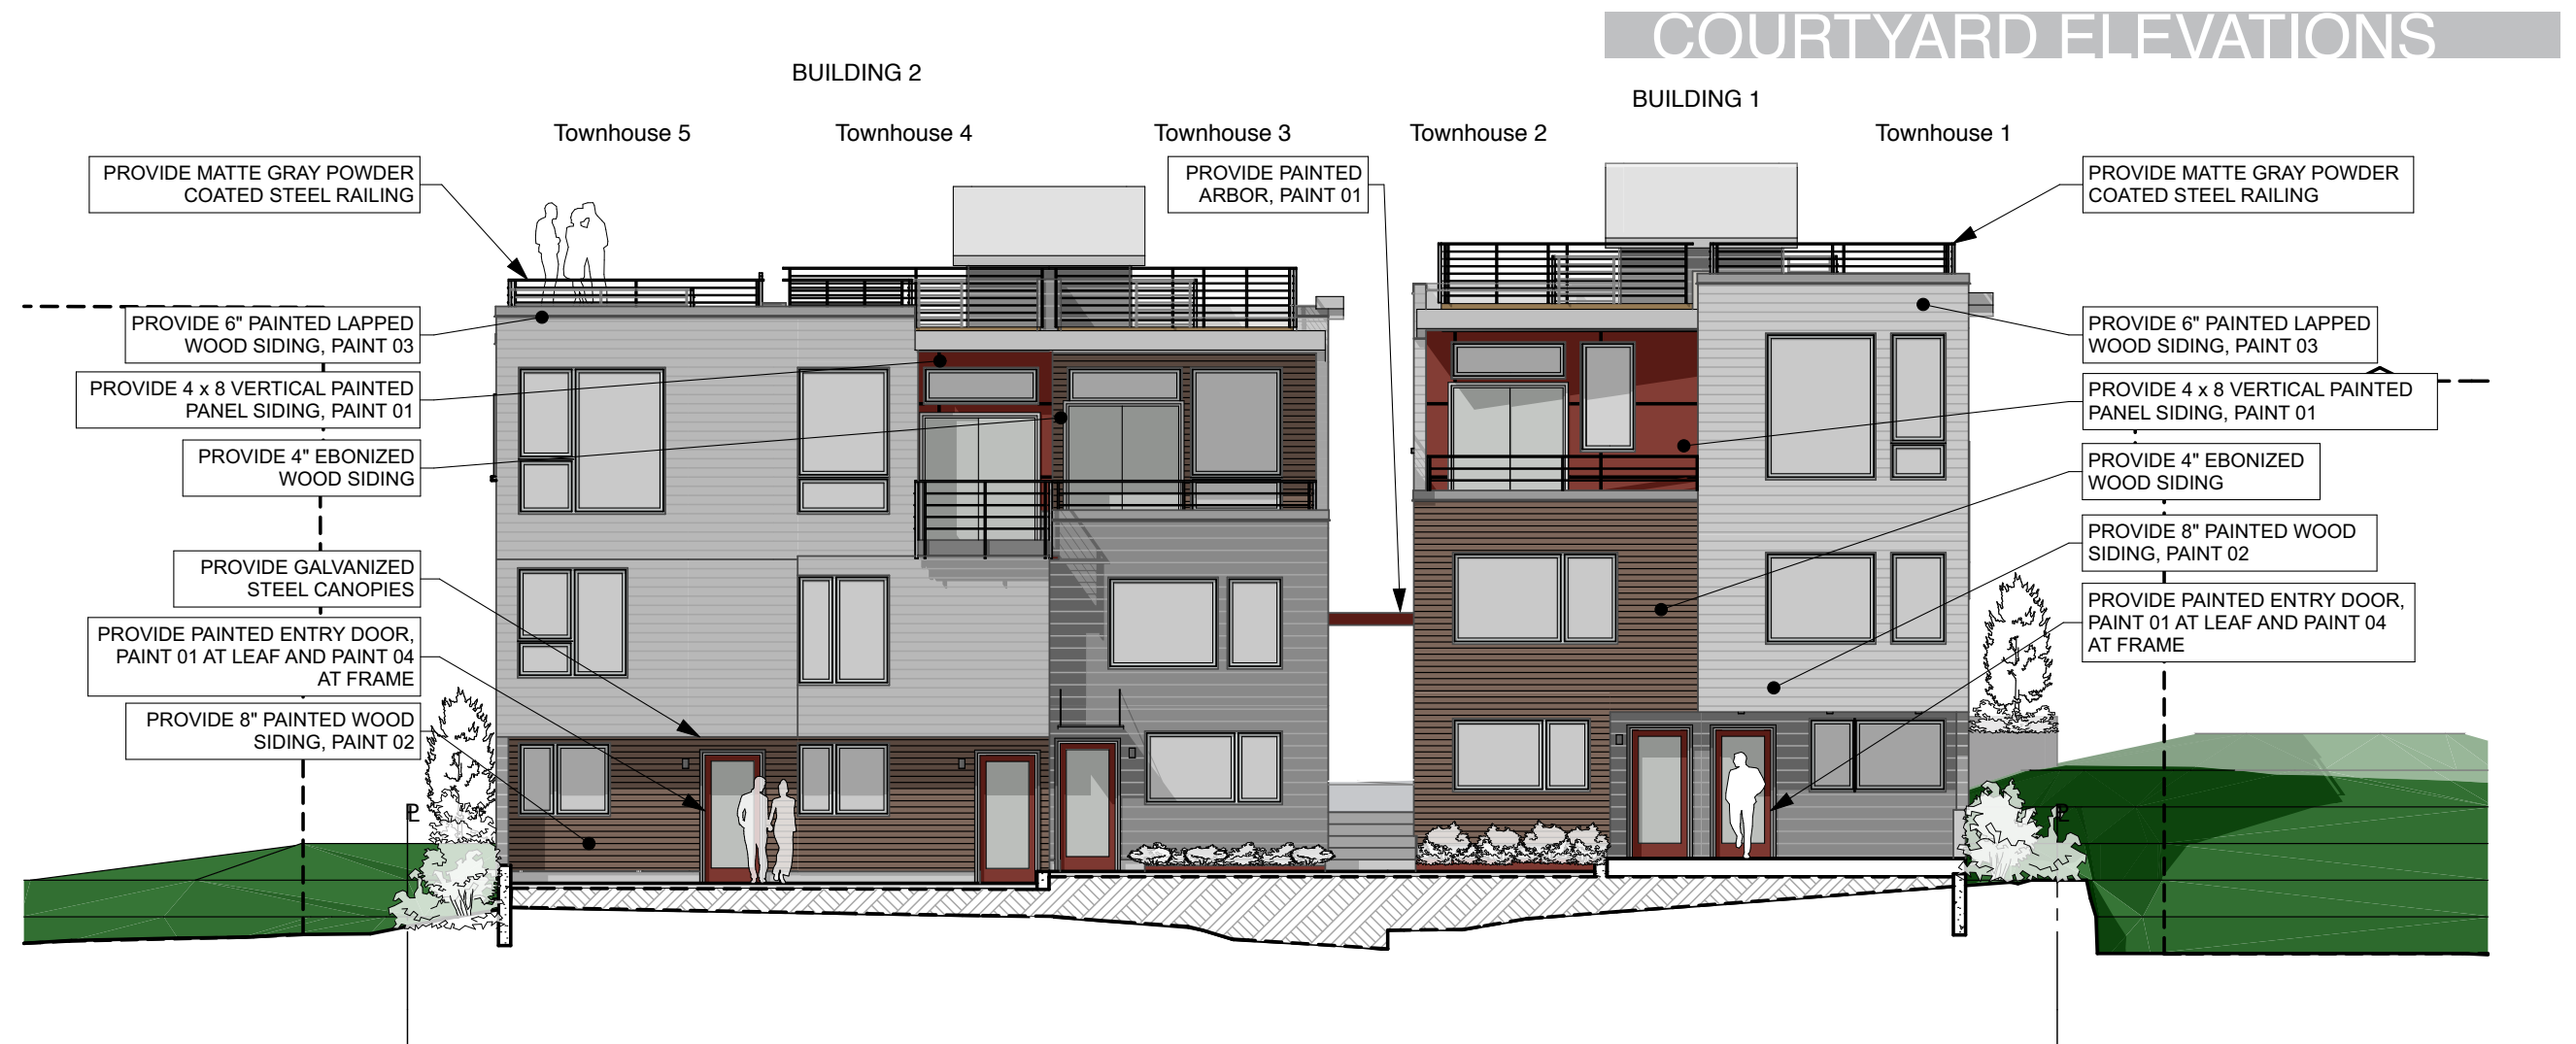 COURTYARD ELEVATIONS
BUILDING 2
BUILDING 1
Townhouse 5
Townhouse 4
Townhouse 3
Townhouse 2
Townhouse 1
PROVIDE MATTE GRAY POWDER
COATED STEEL RAILING
PROVIDE 6" PAINTED LAPPED
WOOD SIDING, PAINT 03
PROVIDE 4 x 8 VERTICAL PAINTED
PANEL SIDING, PAINT 01
PROVIDE 4" EBONIZED
WOOD SIDING
PROVIDE GALVANIZED
STEEL CANOPIES
PROVIDE PAINTED ENTRY DOOR,
PAINT 01 AT LEAF AND PAINT 04
AT FRAME
PROVIDE 8" PAINTED WOOD
SIDING, PAINT 02
PROVIDE PAINTED
ARBOR, PAINT 01
PROVIDE MATTE GRAY POWDER
COATED STEEL RAILING
PROVIDE 6" PAINTED LAPPED
WOOD SIDING, PAINT 03
PROVIDE 4 x 8 VERTICAL PAINTED
PANEL SIDING, PAINT 01
PROVIDE 4" EBONIZED
WOOD SIDING
PROVIDE 8" PAINTED WOOD
SIDING, PAINT 02
PROVIDE PAINTED ENTRY DOOR,
PAINT 01 AT LEAF AND PAINT 04
AT FRAME
℄
℄